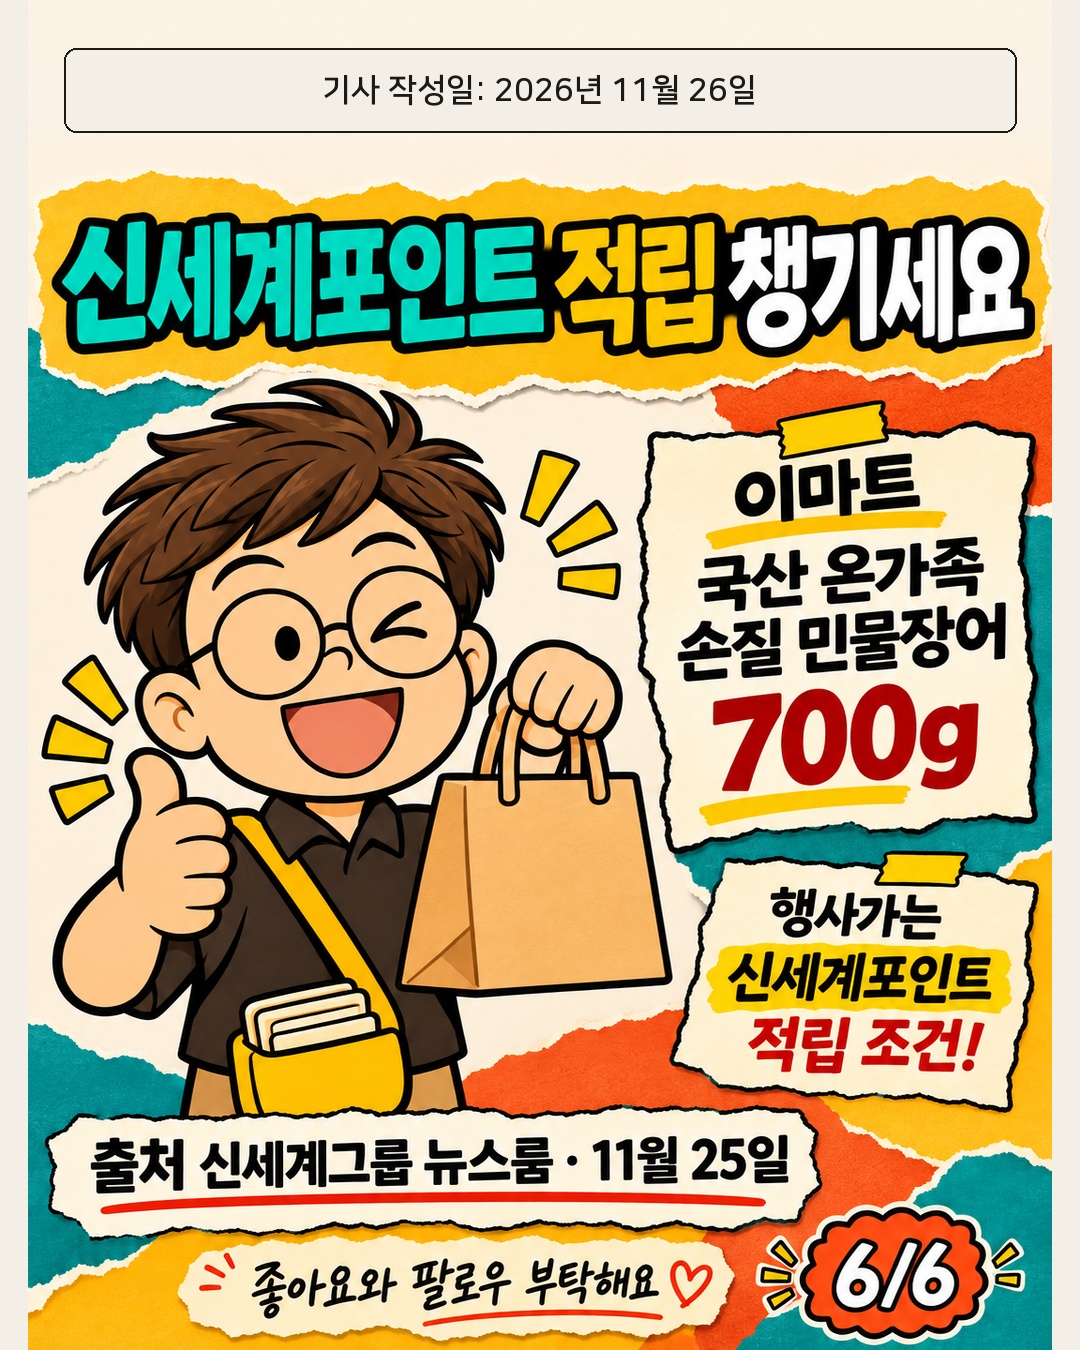 기사 작성일: 2026년 11월 26일
신세계포인트 적립 챙기세요
이마트
국산 온가족
손질 민물장어
700g
행사가는
신세계포인트
적립 조건!
출처 신세계그룹 뉴스룸 · 11월 25일
좋아요와 팔로우 부탁해요
6/6